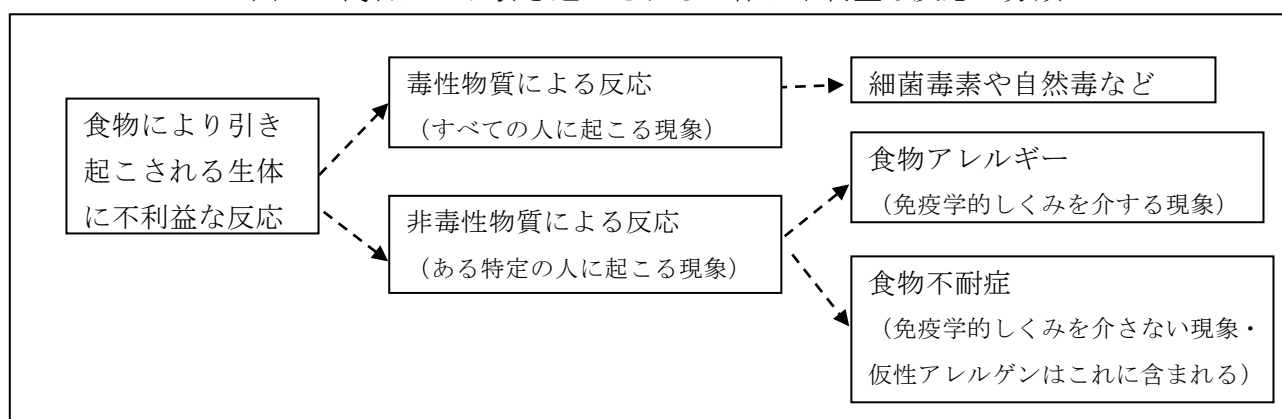 食物により引き
起こされる生体
に不利益な反応
毒性物質による反応
（すべての人に起こる現象）
非毒性物質による反応
（ある特定の人に起こる現象）
細菌毒素や自然毒など
食物アレルギー
（免疫学的しくみを介する現象）
食物不耐症
（免疫学的しくみを介さない現象・
仮性アレルゲンはこれに含まれる）